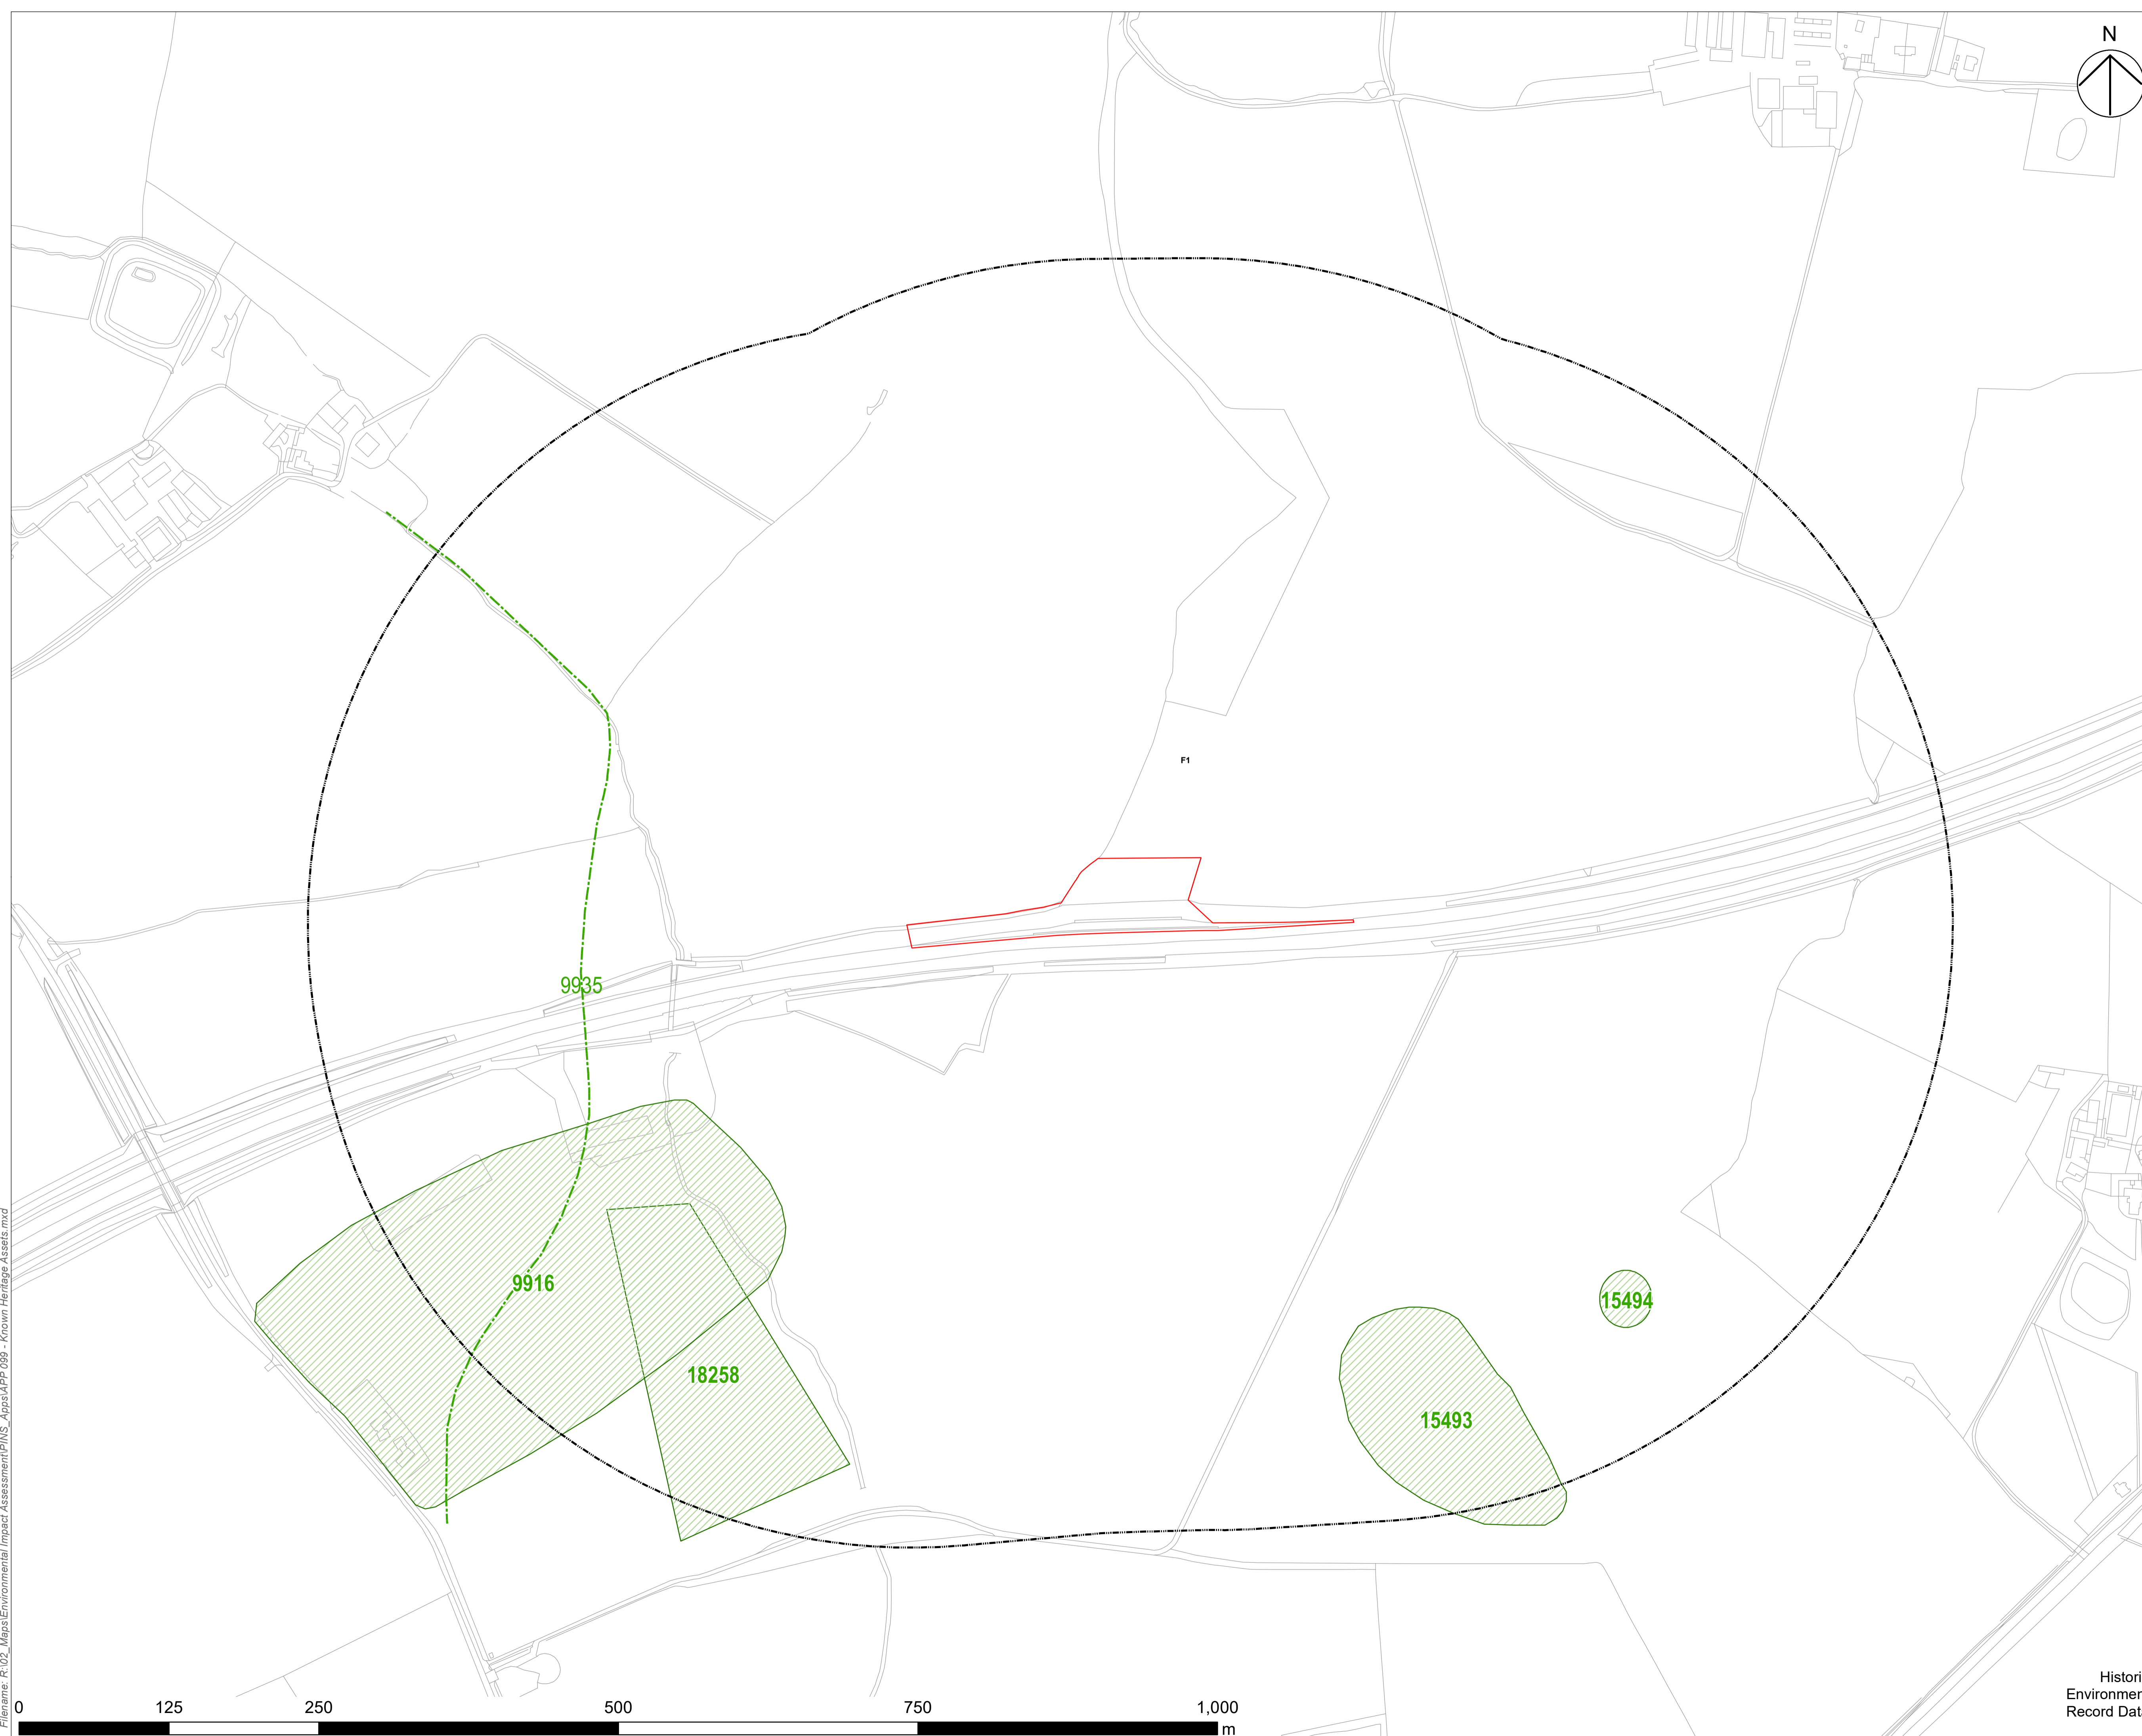 N
F1
9935
9916
18258
15494
15493
Filename: R:\02_Maps\Environmental Impact Assessment\PINS_Apps\APP 099 - Known Heritage Assets.mxd
0 125 250 500 750 1,000
m
Histori
Environmen
Record Dat